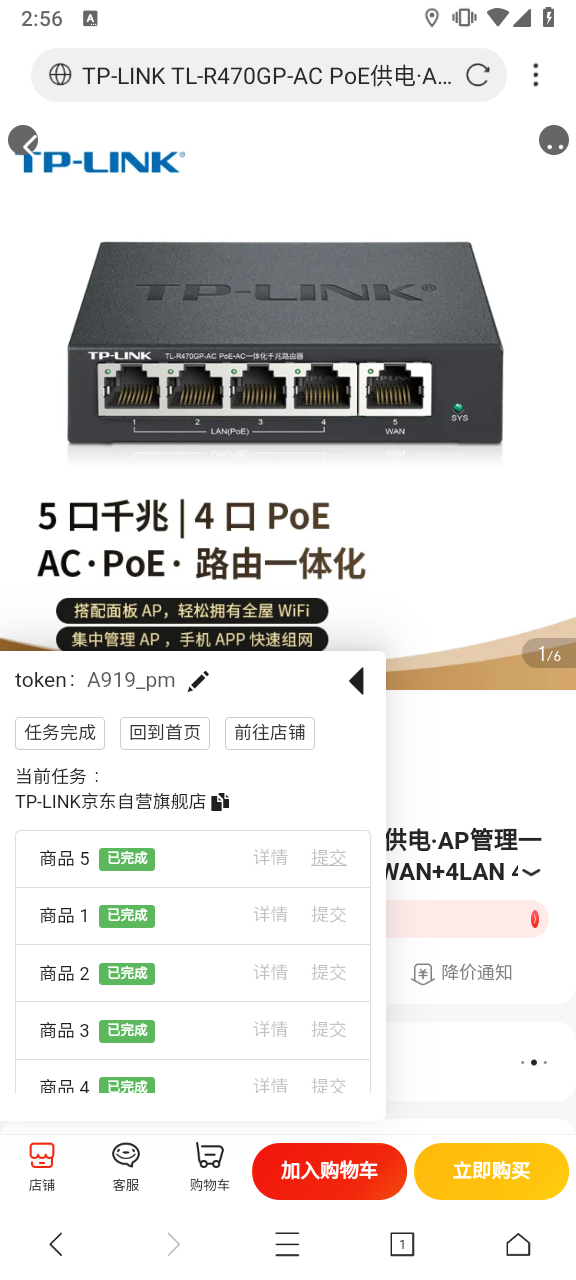 2:56
A
TP-LINK TL-R470GP-AC PoE供电·A...
TP-LINK
TP-LINK
TP-LINK TL-R470GP-AC PoE·AC一体化千兆路由器
1 2 3 4 5
LAN(PoE) WAN
SYS
5 口千兆 | 4 口 PoE
AC·PoE· 路由一体化
搭配面板 AP，轻松拥有全屋 WiFi
集中管理 AP ，手机 APP 快速组网
1/6
token： A919_pm
任务完成 回到首页 前往店铺
当前任务 ：
TP-LINK京东自营旗舰店
供电·AP管理一
WAN+4LAN
商品 5 已完成 详情 提交
商品 1 已完成 详情 提交
商品 2 已完成 详情 提交
降价通知
商品 3 已完成 详情 提交
商品 4 已完成 详情 提交
店铺 客服 购物车 加入购物车 立即购买
1